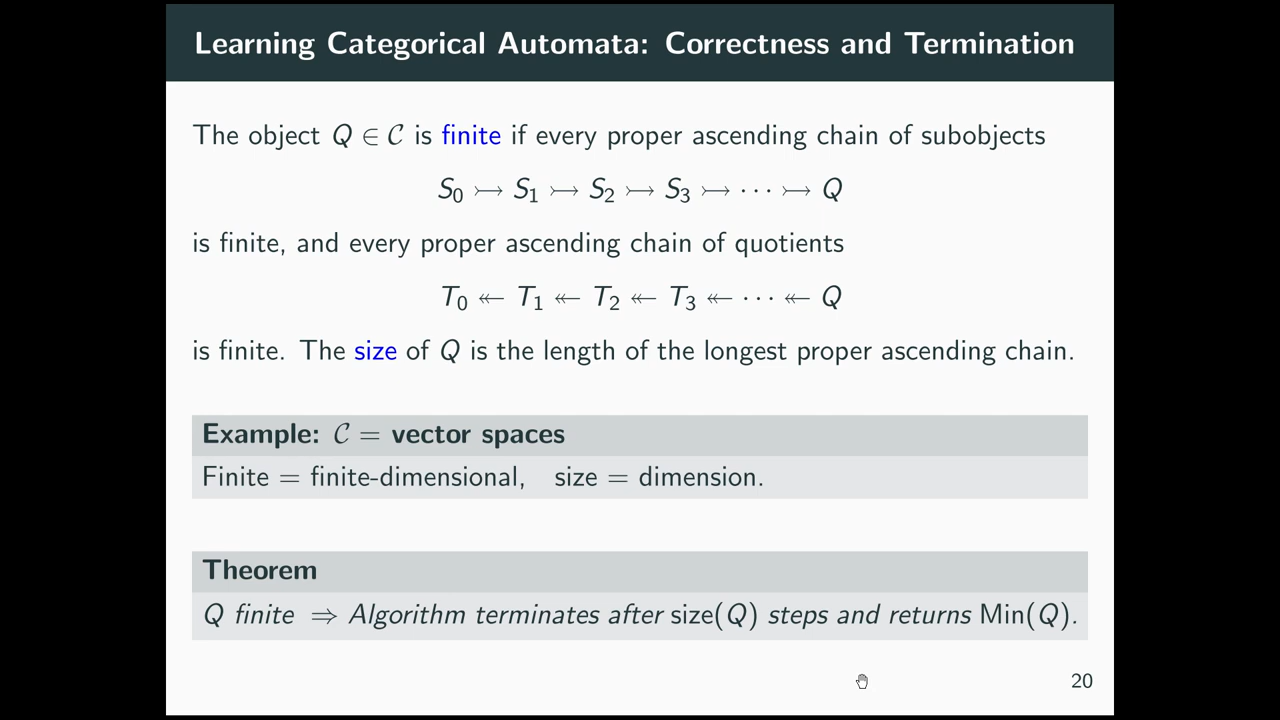 Learning Categorical Automata: Correctness and Termination
The object Q ∈ 𝒞 is finite if every proper ascending chain of subobjects
S₀ ↣ S₁ ↣ S₂ ↣ S₃ ↣ ··· ↣ Q
is finite, and every proper ascending chain of quotients
T₀ ↞ T₁ ↞ T₂ ↞ T₃ ↞ ··· ↞ Q
is finite. The size of Q is the length of the longest proper ascending chain.
Example: 𝒞 = vector spaces
Finite = finite-dimensional, size = dimension.
Theorem
Q finite ⇒ Algorithm terminates after size(Q) steps and returns Min(Q).
20